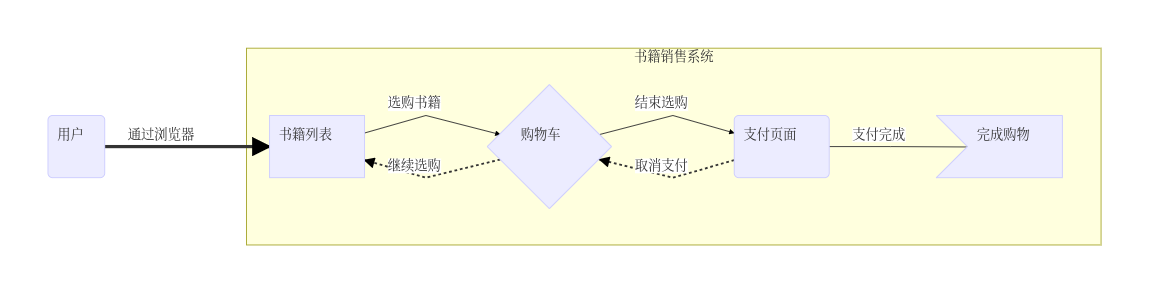 书籍销售系统
用户
通过浏览器
书籍列表
选购书籍
继续选购
购物车
结束选购
取消支付
支付页面
支付完成
完成购物